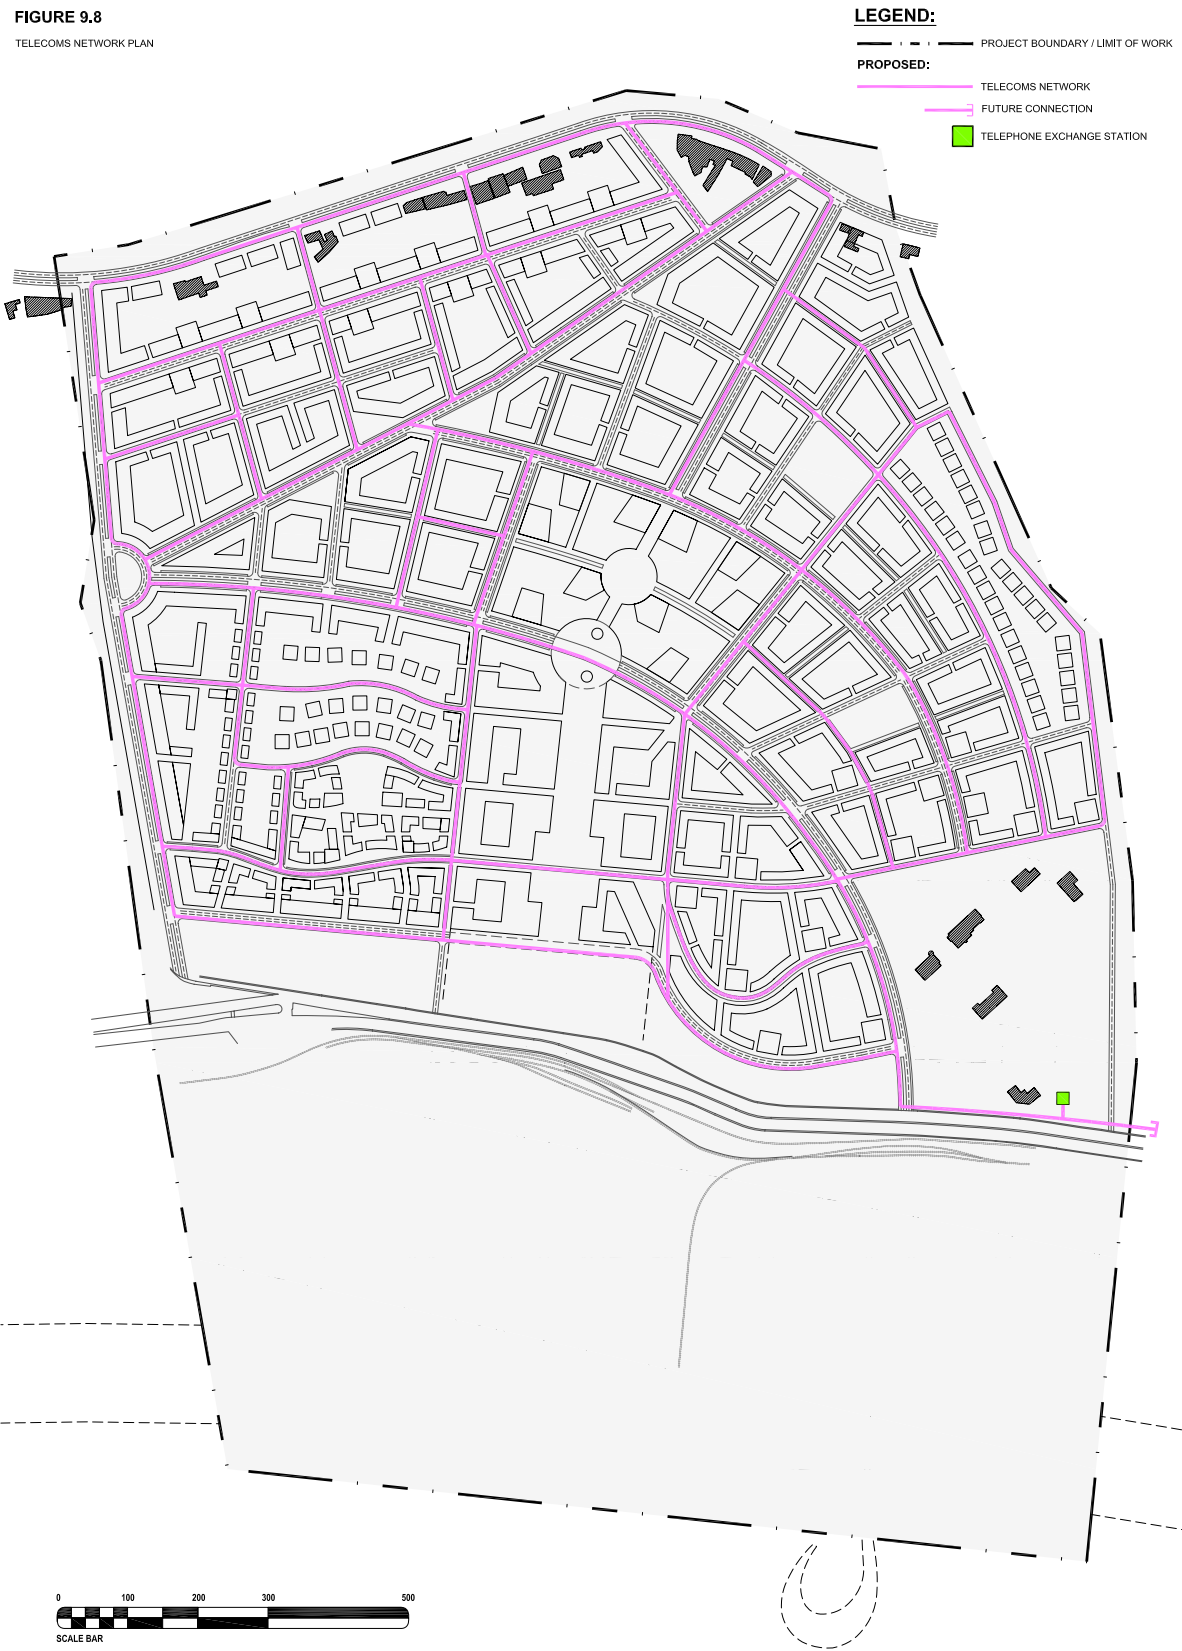 FIGURE 9.8
TELECOMS NETWORK PLAN
LEGEND:
PROJECT BOUNDARY / LIMIT OF WORK
PROPOSED:
TELECOMS NETWORK
FUTURE CONNECTION
TELEPHONE EXCHANGE STATION
0 100 200 300 500
SCALE BAR